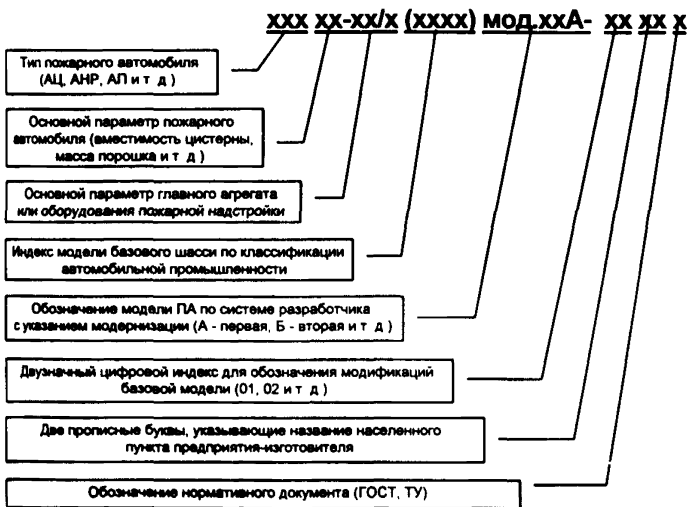 ххх хх-хх/х (хххх) мод.ххА- хх хх х
Тип пожарного автомобиля
(АЦ, АНР, АП и т д )
Основной параметр пожарного
автомобиля (вместимость цистерны,
масса порошка и т д )
Основной параметр главного агрегата
или оборудования пожарной надстройки
Индекс модели базового шасси по классификации
автомобильной промышленности
Обозначение модели ПА по системе разработчика
с указанием модернизации (А - первая, Б - вторая и т д )
Двузначный цифровой индекс для обозначения модификаций
базовой модели (01, 02 и т д )
Две прописные буквы, указывающие название населенного
пункта предприятия-изготовителя
Обозначение нормативного документа (ГОСТ, ТУ)